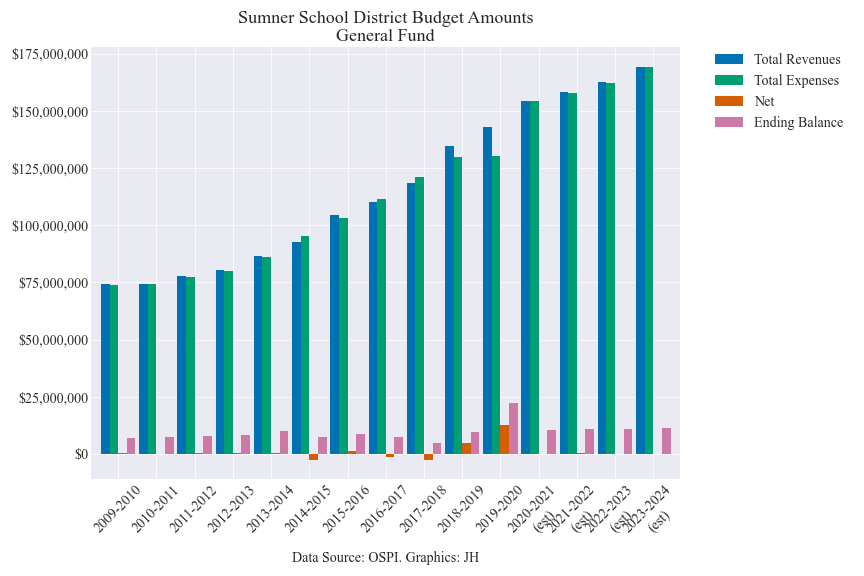 Sumner School District Budget Amounts
General Fund
$175,000,000
$150,000,000
$125,000,000
$100,000,000
$75,000,000
$50,000,000
$25,000,000
$0
Total Revenues
Total Expenses
Net
Ending Balance
2009-2010
2010-2011
2011-2012
2012-2013
2013-2014
2014-2015
2015-2016
2016-2017
2017-2018
2018-2019
2019-2020
2020-2021
(est)
2021-2022
(est)
2022-2023
(est)
2023-2024
(est)
Data Source: OSPI. Graphics: JH